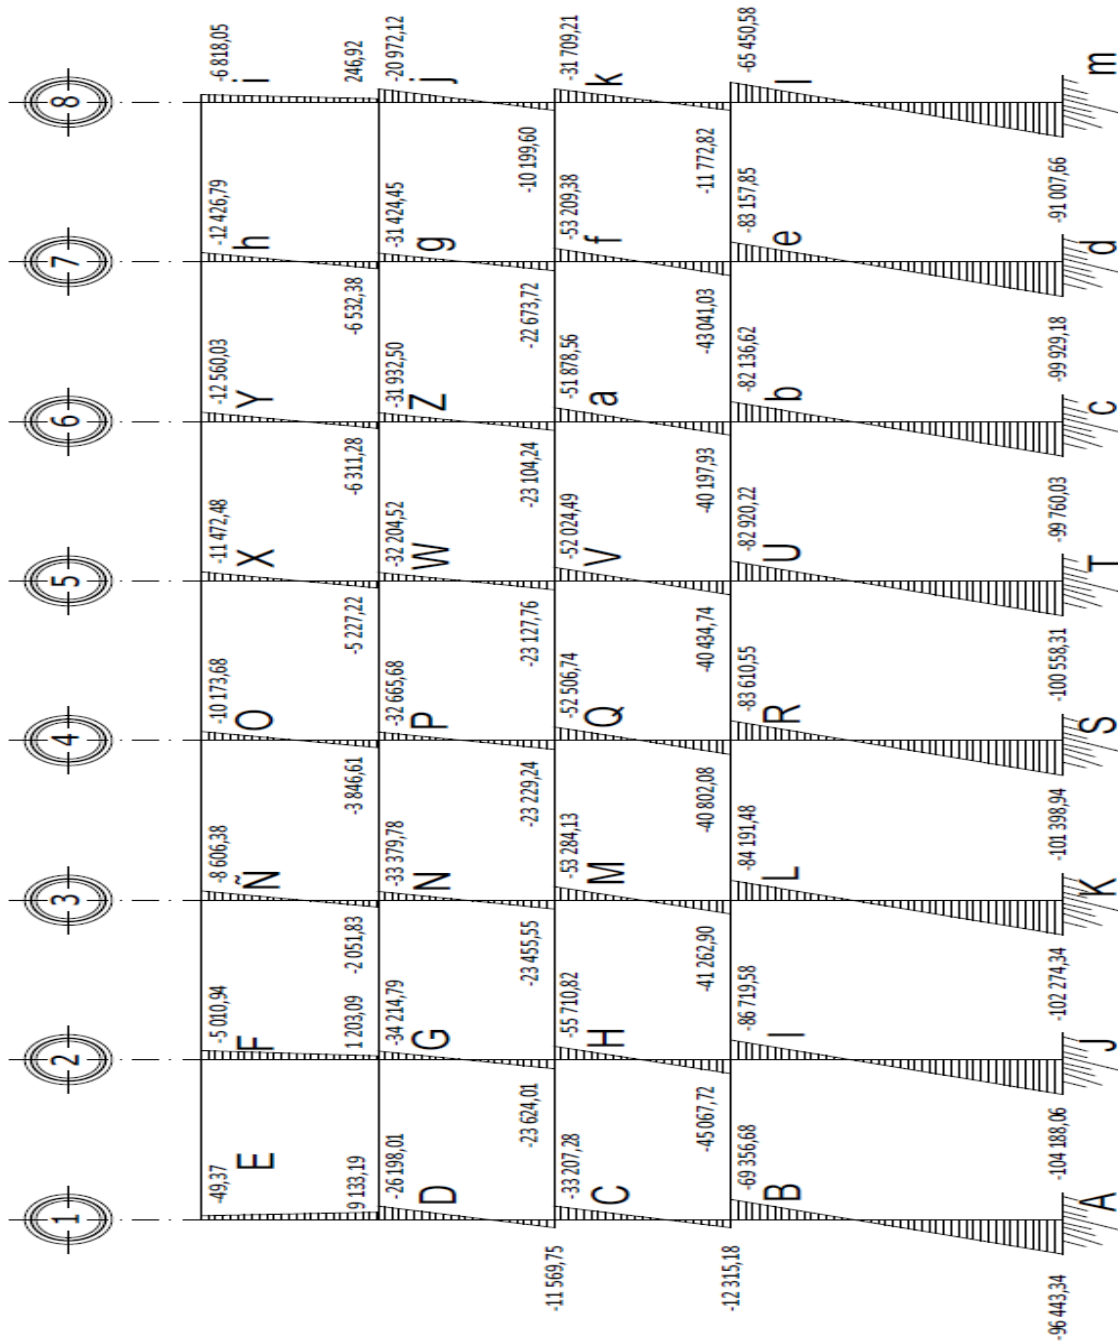 1 2 3 4 5 6 7 8
-49,37 -5 010,94 -8 606,38 -10 173,68 -11 472,48 -12 560,03 -12 426,79 -6 818,05
E F Ñ O X Y h i
9 133,19 1 203,09 -2 051,83 -3 846,61 -5 227,22 -6 311,28 -6 532,38 246,92
-26 198,01 -34 214,79 -33 379,78 -32 665,68 -32 204,52 -31 932,50 -31 424,45 -20 972,12
D G N P W Z g j
-11 569,75 -23 624,01 -23 455,55 -23 229,24 -23 127,76 -23 104,24 -22 673,72 -10 199,60
-33 207,28 -55 710,82 -53 284,13 -52 506,74 -52 024,49 -51 878,56 -53 209,38 -31 709,21
C H M Q V a f k
-12 315,18 -45 067,72 -41 262,90 -40 802,08 -40 434,74 -40 197,93 -43 041,03 -11 772,82
-69 356,68 -86 719,58 -84 191,48 -83 610,55 -82 920,22 -82 136,62 -83 157,85 -65 450,58
B I L R U b e l
-96 443,34 -104 188,06 -102 274,34 -101 398,94 -100 558,31 -99 760,03 -99 929,18 -91 007,66
A J K S T c d m